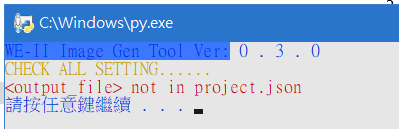 C:\Windows\py.exe
WE-II Image Gen Tool Ver: 0 . 3 . 0
CHECK ALL SETTING......
<output_file> not in project.json
請按任意鍵繼續 . . .